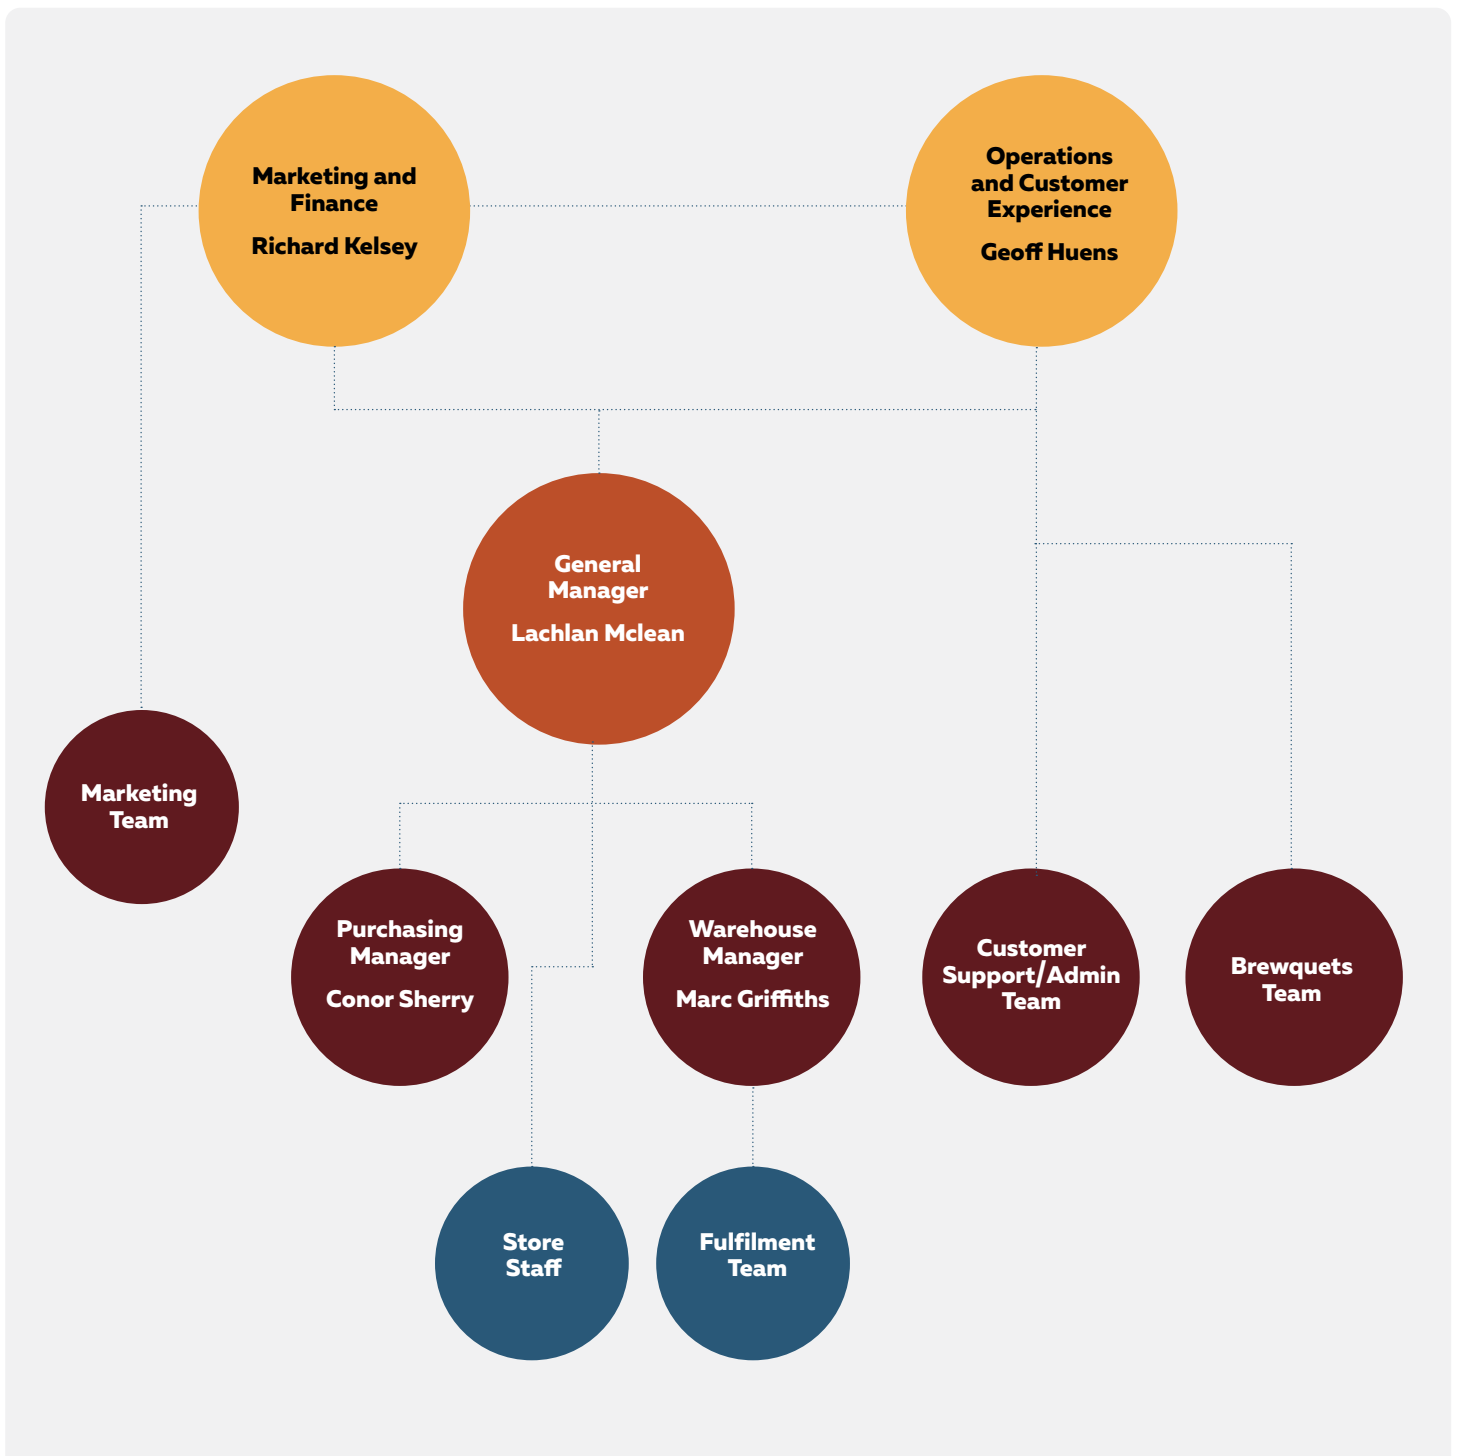 Marketing and
Finance
Richard Kelsey
Operations
and Customer
Experience
Geoff Huens
General
Manager
Lachlan Mclean
Marketing
Team
Purchasing
Manager
Conor Sherry
Warehouse
Manager
Marc Griffiths
Customer
Support/Admin
Team
Brewquets
Team
Store
Staff
Fulfilment
Team